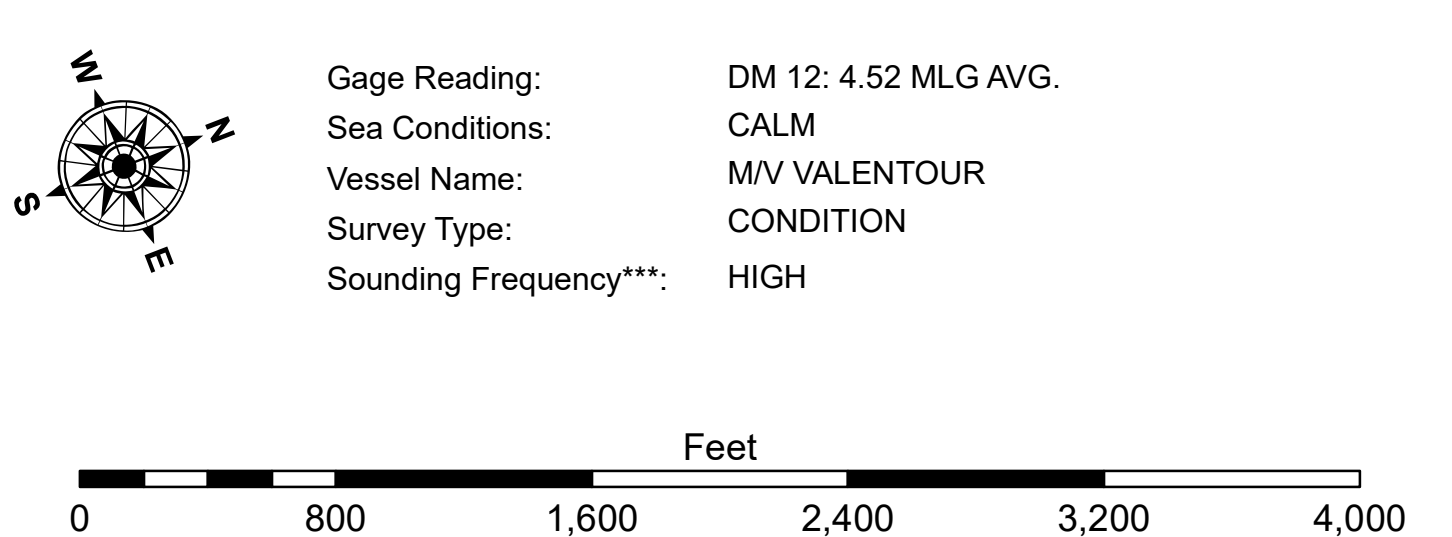 W
N
S
E
Gage Reading: DM 12: 4.52 MLG AVG.
Sea Conditions: CALM
Vessel Name: M/V VALENTOUR
Survey Type: CONDITION
Sounding Frequency***: HIGH
Feet
0 800 1,600 2,400 3,200 4,000